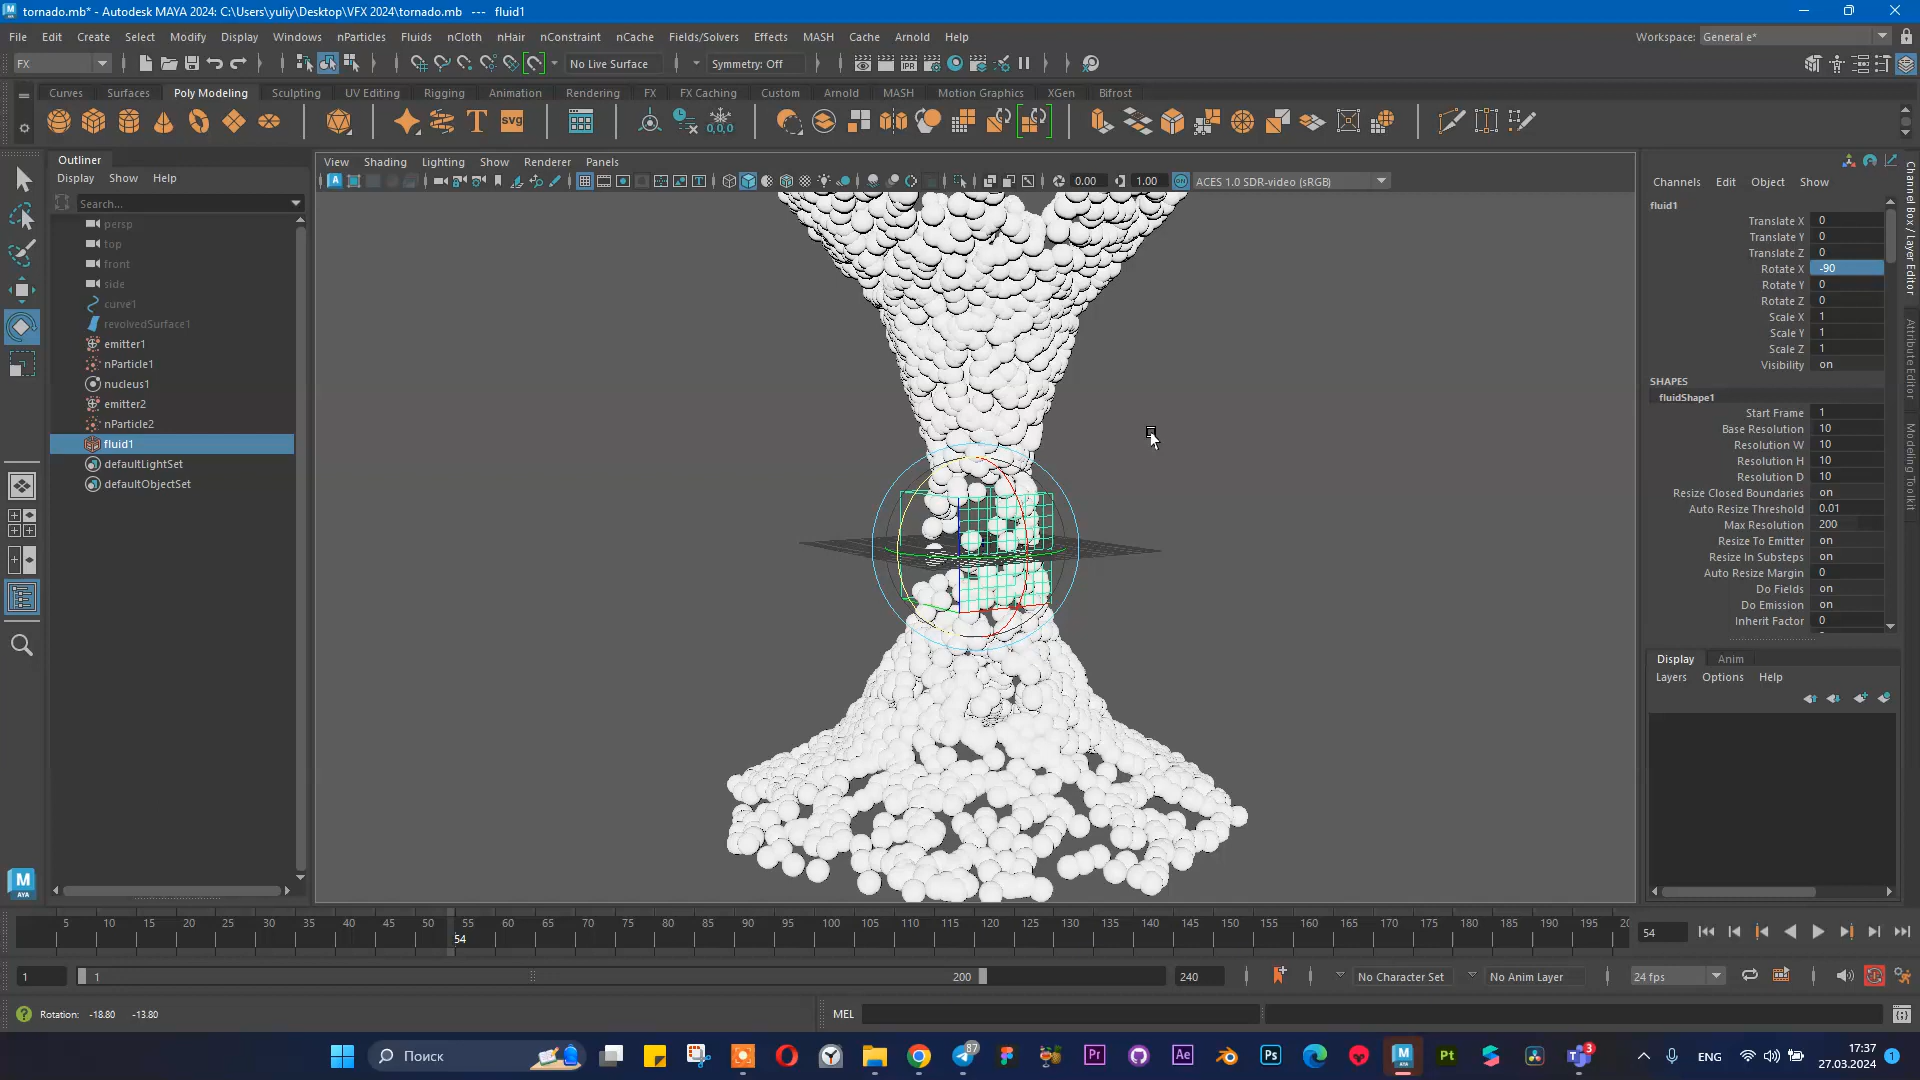 tornado.mb* - Autodesk MAYA 2024: C:\Users\yuliy\Desktop\VFX 2024\tornado.mb --- fluid1
File Edit Create Select Modify Display Windows nParticles Fluids nCloth nHair nConstraint nCache Fields/Solvers Effects MASH Cache Arnold Help
Workspace: General e*
FX No Live Surface Symmetry: Off
Curves Surfaces Poly Modeling Sculpting UV Editing Rigging Animation Rendering FX FX Caching Custom Arnold MASH Motion Graphics XGen Bifrost
Outliner
Display Show Help
Search...
persp
top
front
side
curve1
revolvedSurface1
emitter1
nParticle1
nucleus1
emitter2
nParticle2
fluid1
defaultLightSet
defaultObjectSet
View Shading Lighting Show Renderer Panels
0.00 1.00 ACES 1.0 SDR-video (sRGB)
Channels Edit Object Show
fluid1
Translate X 0
Translate Y 0
Translate Z 0
Rotate X -90
Rotate Y 0
Rotate Z 0
Scale X 1
Scale Y 1
Scale Z 1
Visibility on
SHAPES
fluidShape1
Start Frame 1
Base Resolution 10
Resolution W 10
Resolution H 10
Resolution D 10
Resize Closed Boundaries on
Auto Resize Threshold 0.01
Max Resolution 200
Resize To Emitter on
Resize In Substeps on
Auto Resize Margin 0
Do Fields on
Do Emission on
Inherit Factor 0
Display Anim
Layers Options Help
Channel Box / Layer Editor
Attribute Editor
Modeling Toolkit
5 10 15 20 25 30 35 40 45 50 55 60 65 70 75 80 85 90 95 100 105 110 115 120 125 130 135 140 145 150 155 160 165 170 175 180 185 190 195 20
54
54
1 1 200 240 No Character Set No Anim Layer 24 fps
Rotation: -18.80 -13.80
MEL
Поиск
87
3
ENG
17:37
27.03.2024
1